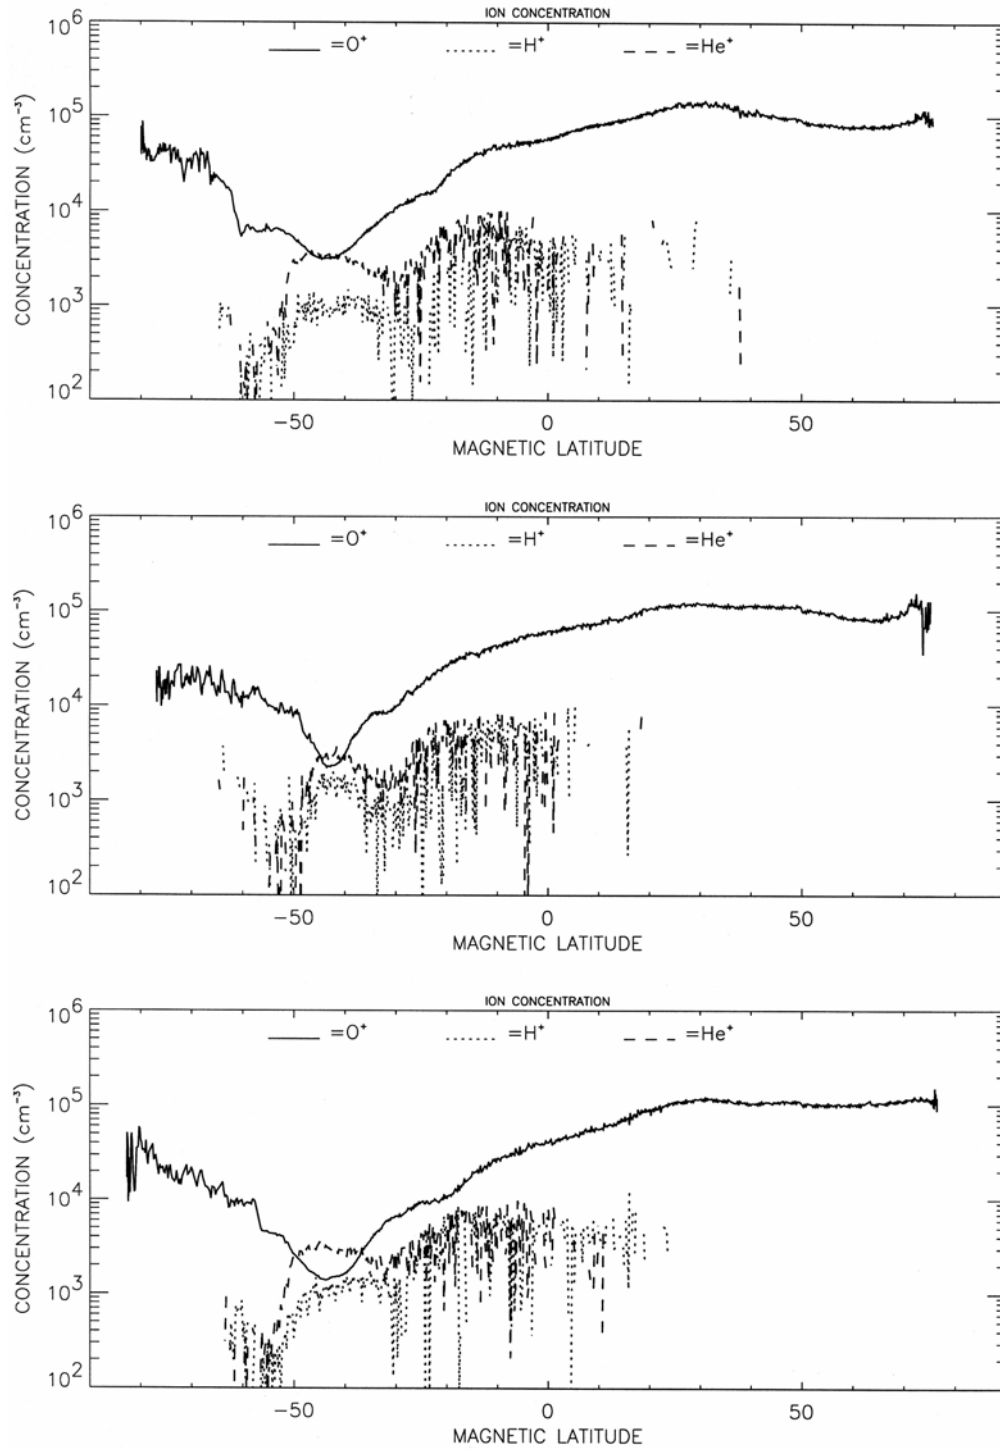 ION CONCENTRATION
=O⁺ =H⁺ =He⁺
CONCENTRATION (cm⁻³)
10⁶
10⁵
10⁴
10³
10²
−50 0 50
MAGNETIC LATITUDE
ION CONCENTRATION
=O⁺ =H⁺ =He⁺
CONCENTRATION (cm⁻³)
10⁶
10⁵
10⁴
10³
10²
−50 0 50
MAGNETIC LATITUDE
ION CONCENTRATION
=O⁺ =H⁺ =He⁺
CONCENTRATION (cm⁻³)
10⁶
10⁵
10⁴
10³
10²
−50 0 50
MAGNETIC LATITUDE